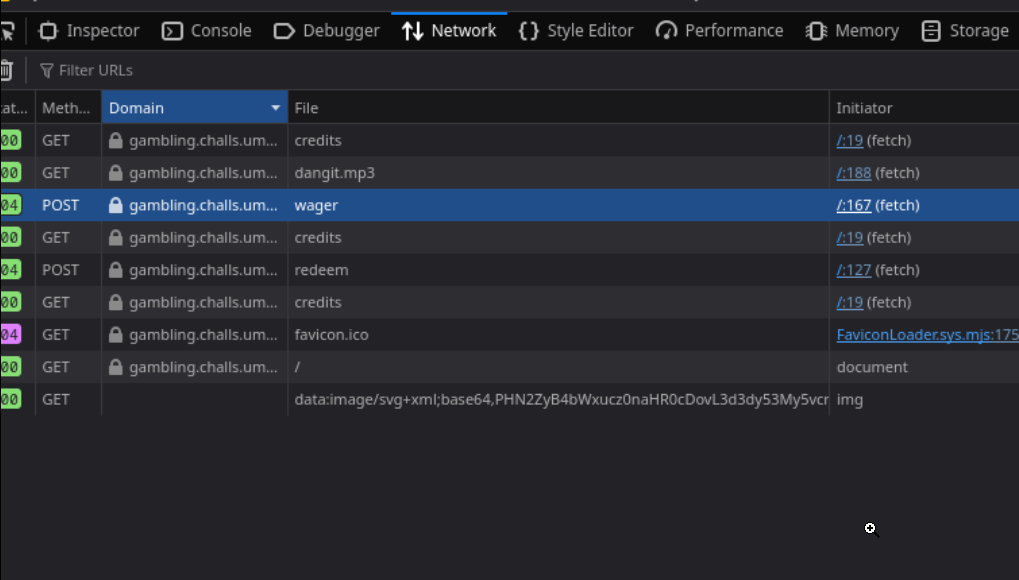 Inspector Console Debugger Network Style Editor Performance Memory Storage
Filter URLs
at... Meth... Domain File Initiator
00 GET gambling.challs.um... credits /:19 (fetch)
00 GET gambling.challs.um... dangit.mp3 /:188 (fetch)
04 POST gambling.challs.um... wager /:167 (fetch)
00 GET gambling.challs.um... credits /:19 (fetch)
04 POST gambling.challs.um... redeem /:127 (fetch)
00 GET gambling.challs.um... credits /:19 (fetch)
04 GET gambling.challs.um... favicon.ico FaviconLoader.sys.mjs:175
00 GET gambling.challs.um... / document
00 GET data:image/svg+xml;base64,PHN2ZyB4bWxucz0naHR0cDovL3d3dy53My5vcm img